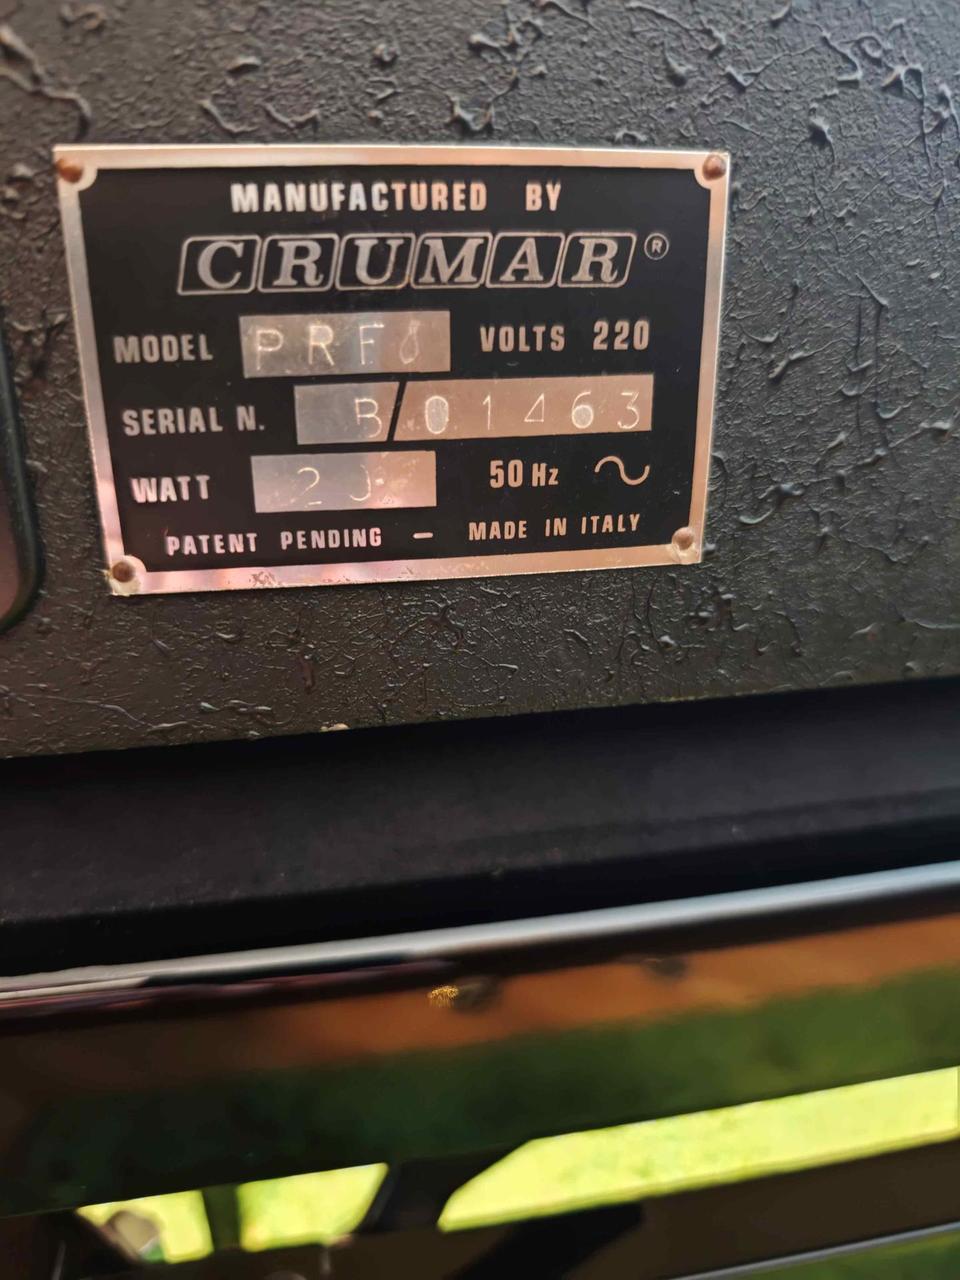 MANUFACTURED BY
CRUMAR ®
MODEL PRF VOLTS 220
SERIAL N. B/01463
WATT 50 Hz ~
PATENT PENDING – MADE IN ITALY